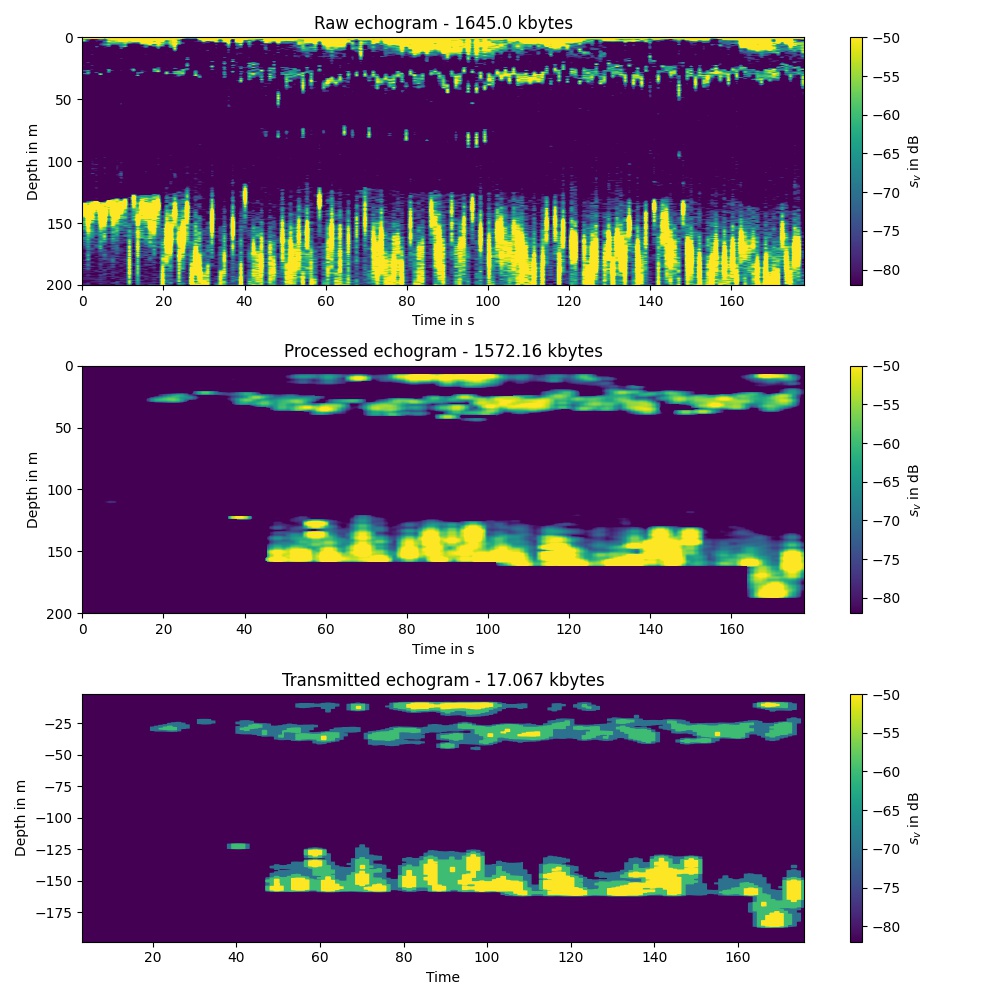 Raw echogram - 1645.0 kbytes
0
50
100
150
200
Depth in m
0 20 40 60 80 100 120 140 160
Time in s
−50
−55
−60
−65
−70
−75
−80
s_v in dB
Processed echogram - 1572.16 kbytes
0
50
100
150
200
Depth in m
0 20 40 60 80 100 120 140 160
Time in s
−50
−55
−60
−65
−70
−75
−80
s_v in dB
Transmitted echogram - 17.067 kbytes
−25
−50
−75
−100
−125
−150
−175
Depth in m
20 40 60 80 100 120 140 160
Time
−50
−55
−60
−65
−70
−75
−80
s_v in dB